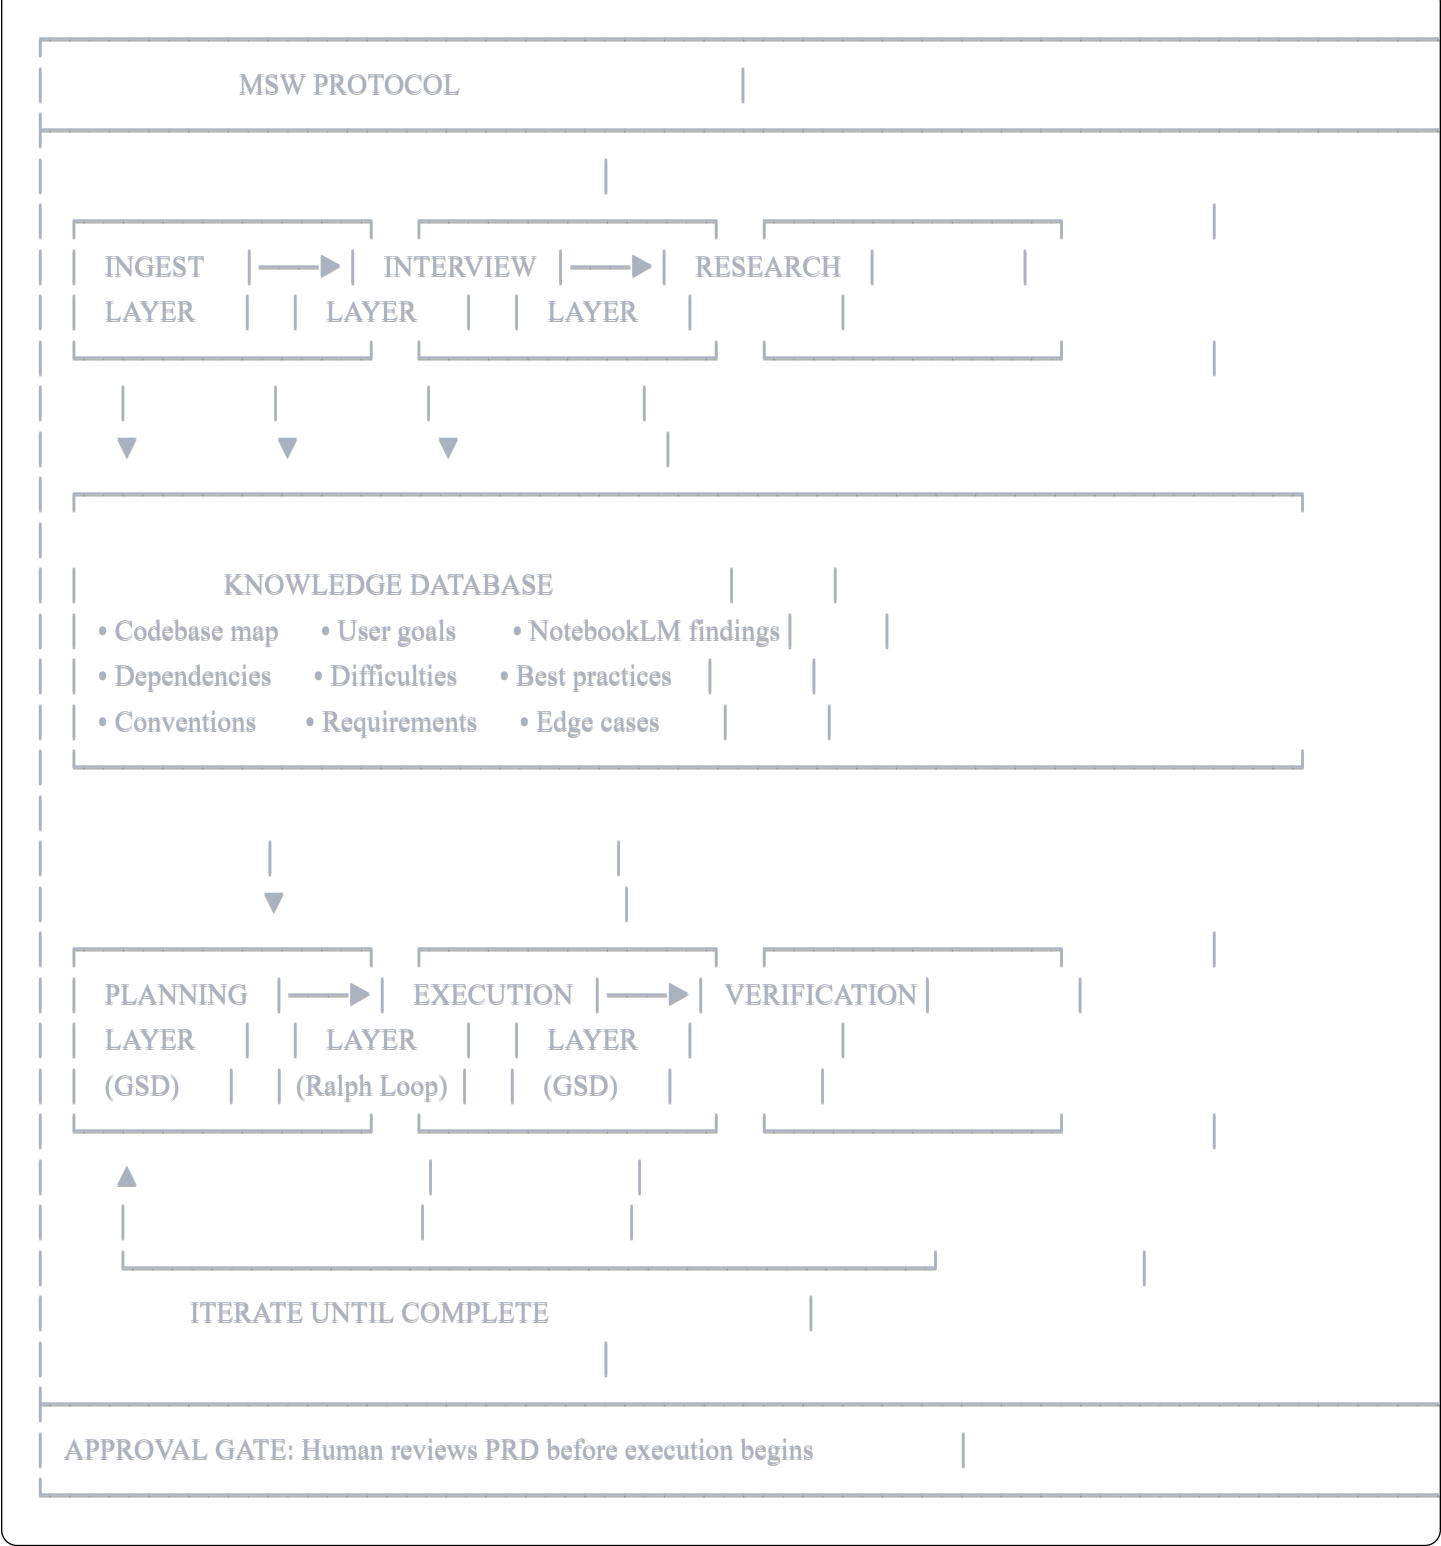 MSW PROTOCOL
INGEST INTERVIEW RESEARCH
LAYER LAYER LAYER
KNOWLEDGE DATABASE
• Codebase map • User goals • NotebookLM findings
• Dependencies • Difficulties • Best practices
• Conventions • Requirements • Edge cases
PLANNING EXECUTION VERIFICATION
LAYER LAYER LAYER
(GSD) (Ralph Loop) (GSD)
ITERATE UNTIL COMPLETE
APPROVAL GATE: Human reviews PRD before execution begins